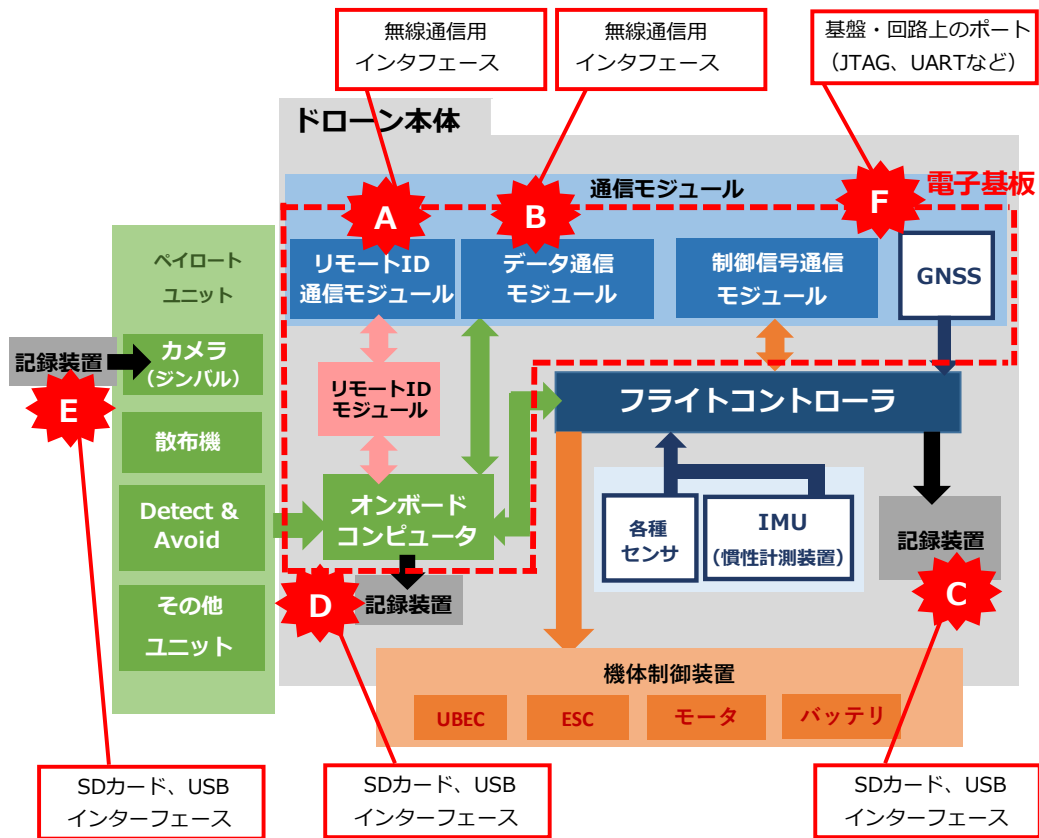 無線通信用
インタフェース
無線通信用
インタフェース
基盤・回路上のポート
（JTAG、UARTなど）
ドローン本体
通信モジュール
電子基板
A
B
F
リモートID
通信モジュール
データ通信
モジュール
制御信号通信
モジュール
GNSS
ペイロート
ユニット
記録装置
カメラ
（ジンバル）
E
散布機
Detect &
Avoid
その他
ユニット
リモートID
モジュール
フライトコントローラ
オンボード
コンピュータ
各種
センサ
IMU
（慣性計測装置）
記録装置
D
記録装置
C
機体制御装置
UBEC
ESC
モータ
バッテリ
SDカード、USB
インターフェース
SDカード、USB
インターフェース
SDカード、USB
インターフェース